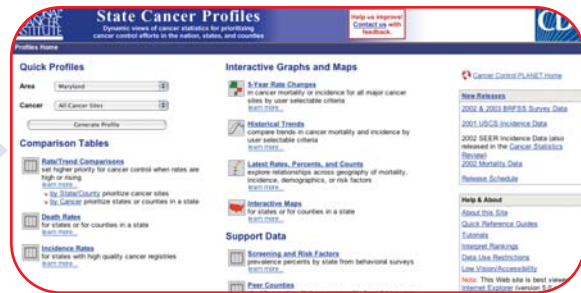 INSTITUTE
State Cancer Profiles
Dynamic views of cancer statistics for prioritizing
cancer control efforts in the nation, states, and counties
Help us improve!
Contact us with
feedback.
CD
Profiles Home
Quick Profiles
Area Maryland
Cancer All Cancer Sites
Generate Profile
Comparison Tables
Rate/Trend Comparisons
set higher priority for cancer control when rates are
high or rising
learn more...
» by State/County prioritize cancer sites
» by Cancer prioritize states or counties in a state
Death Rates
for states or for counties in a state
learn more...
Incidence Rates
for states with high quality cancer registries
learn more...
Interactive Graphs and Maps
5-Year Rate Changes
in cancer mortality or incidence for all major cancer
sites by user selectable criteria
learn more...
Historical Trends
compare trends in cancer mortality and incidence by
user selectable criteria
learn more...
Latest Rates, Percents, and Counts
explore relationships across geography of mortality,
incidence, demographics, or risk factors
learn more...
Interactive Maps
for states or for counties in a state
learn more...
Support Data
Screening and Risk Factors
prevalence percents by state from behavioral surveys
learn more...
Peer Counties
Cancer Control PLANET Home
New Releases
2002 & 2003 BRFSS Survey Data
2001 USCS Incidence Data
2002 SEER Incidence Data (also
released in the Cancer Statistics
Review)
2002 Mortality Data
Release Schedule
Help & About
About this Site
Quick Reference Guides
Tutorials
Interpret Rankings
Data Use Restrictions
Low Vision/Accessibility
Note: This Web site is best viewe
Internet Explorer (version 5.